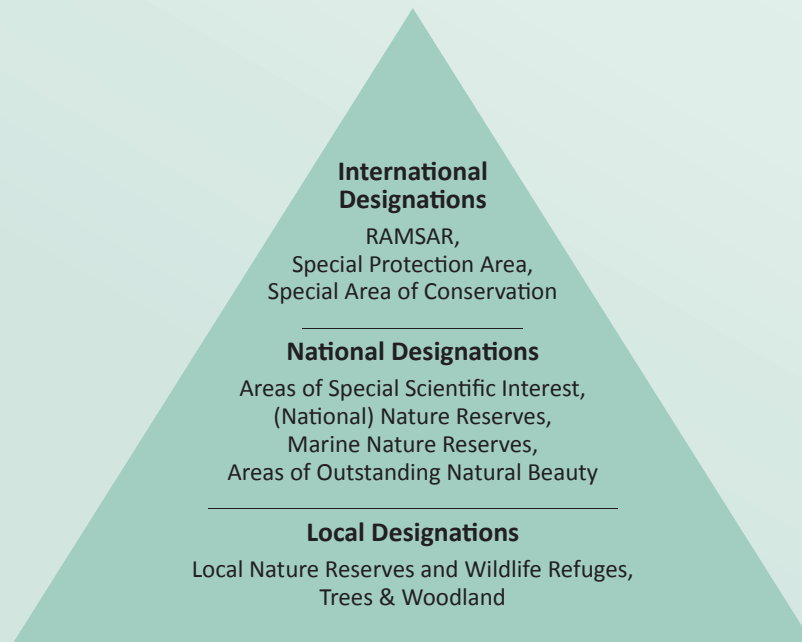 International
Designations
RAMSAR,
Special Protection Area,
Special Area of Conservation
National Designations
Areas of Special Scientific Interest,
(National) Nature Reserves,
Marine Nature Reserves,
Areas of Outstanding Natural Beauty
Local Designations
Local Nature Reserves and Wildlife Refuges,
Trees & Woodland